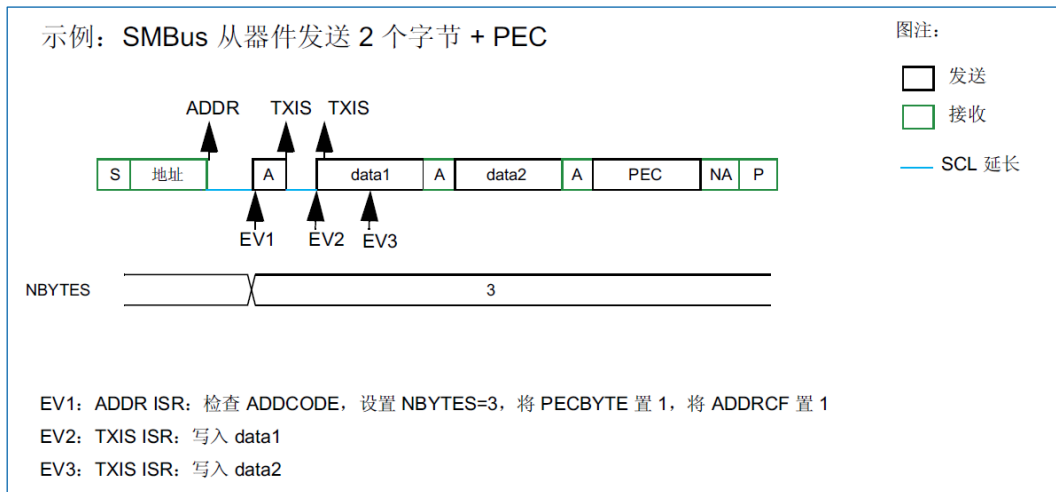 示例：SMBus 从器件发送 2 个字节 + PEC
图注：
发送
接收
SCL 延长
ADDR TXIS TXIS
S 地址 A data1 A data2 A PEC NA P
EV1 EV2 EV3
NBYTES 3
EV1：ADDR ISR：检查 ADDCODE，设置 NBYTES=3，将 PECBYTE 置 1，将 ADDRCF 置 1
EV2：TXIS ISR：写入 data1
EV3：TXIS ISR：写入 data2